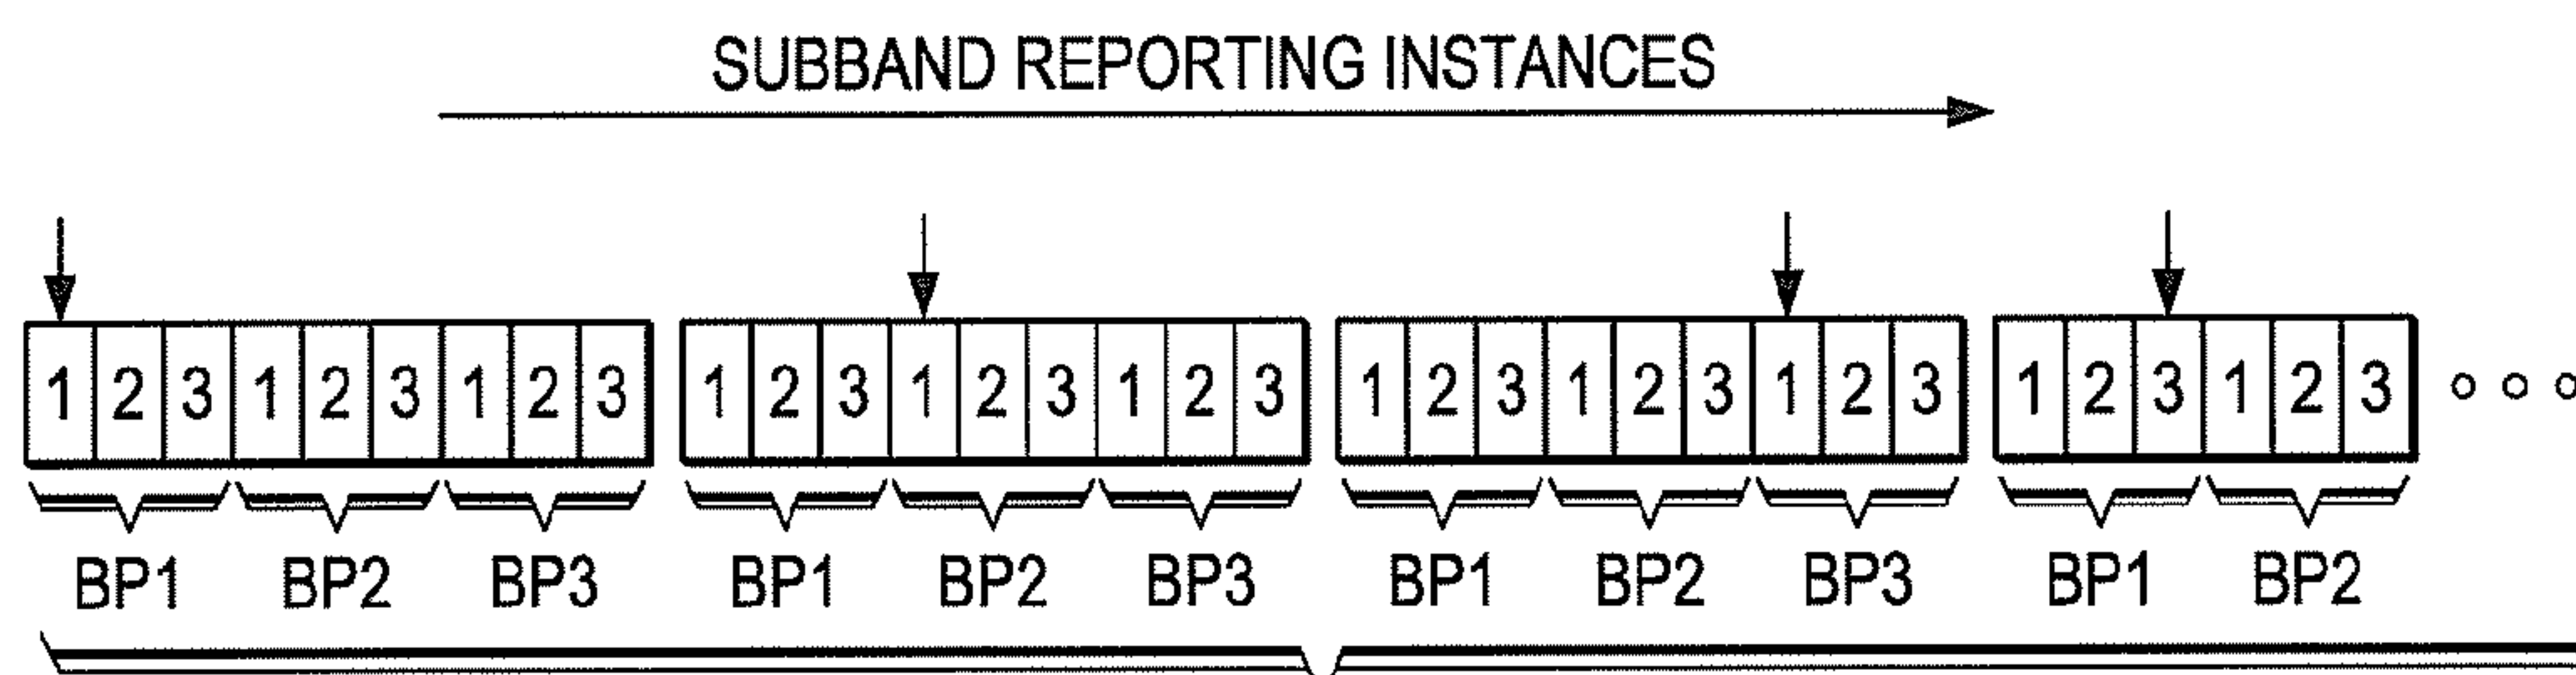 SUBBAND REPORTING INSTANCES
1 2 3 1 2 3 1 2 3 1 2 3 1 2 3 1 2 3 1 2 3 1 2 3 1 2 3 1 2 3 1 2 3
BP1 BP2 BP3 BP1 BP2 BP3 BP1 BP2 BP3 BP1 BP2